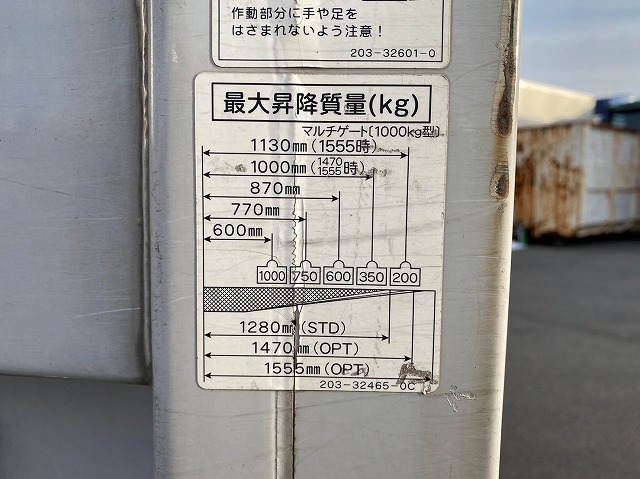 作動部分に手や足を
はさまれないよう注意!
203-32601-0
最大昇降質量(kg)
マルチゲート〔1000kg型〕
1130mm(1555時)
1000mm(1470 1555時)
870mm
770mm
600mm
1000 750 600 350 200
1280mm(STD)
1470mm(OPT)
1555mm(OPT)
203-32465-0C